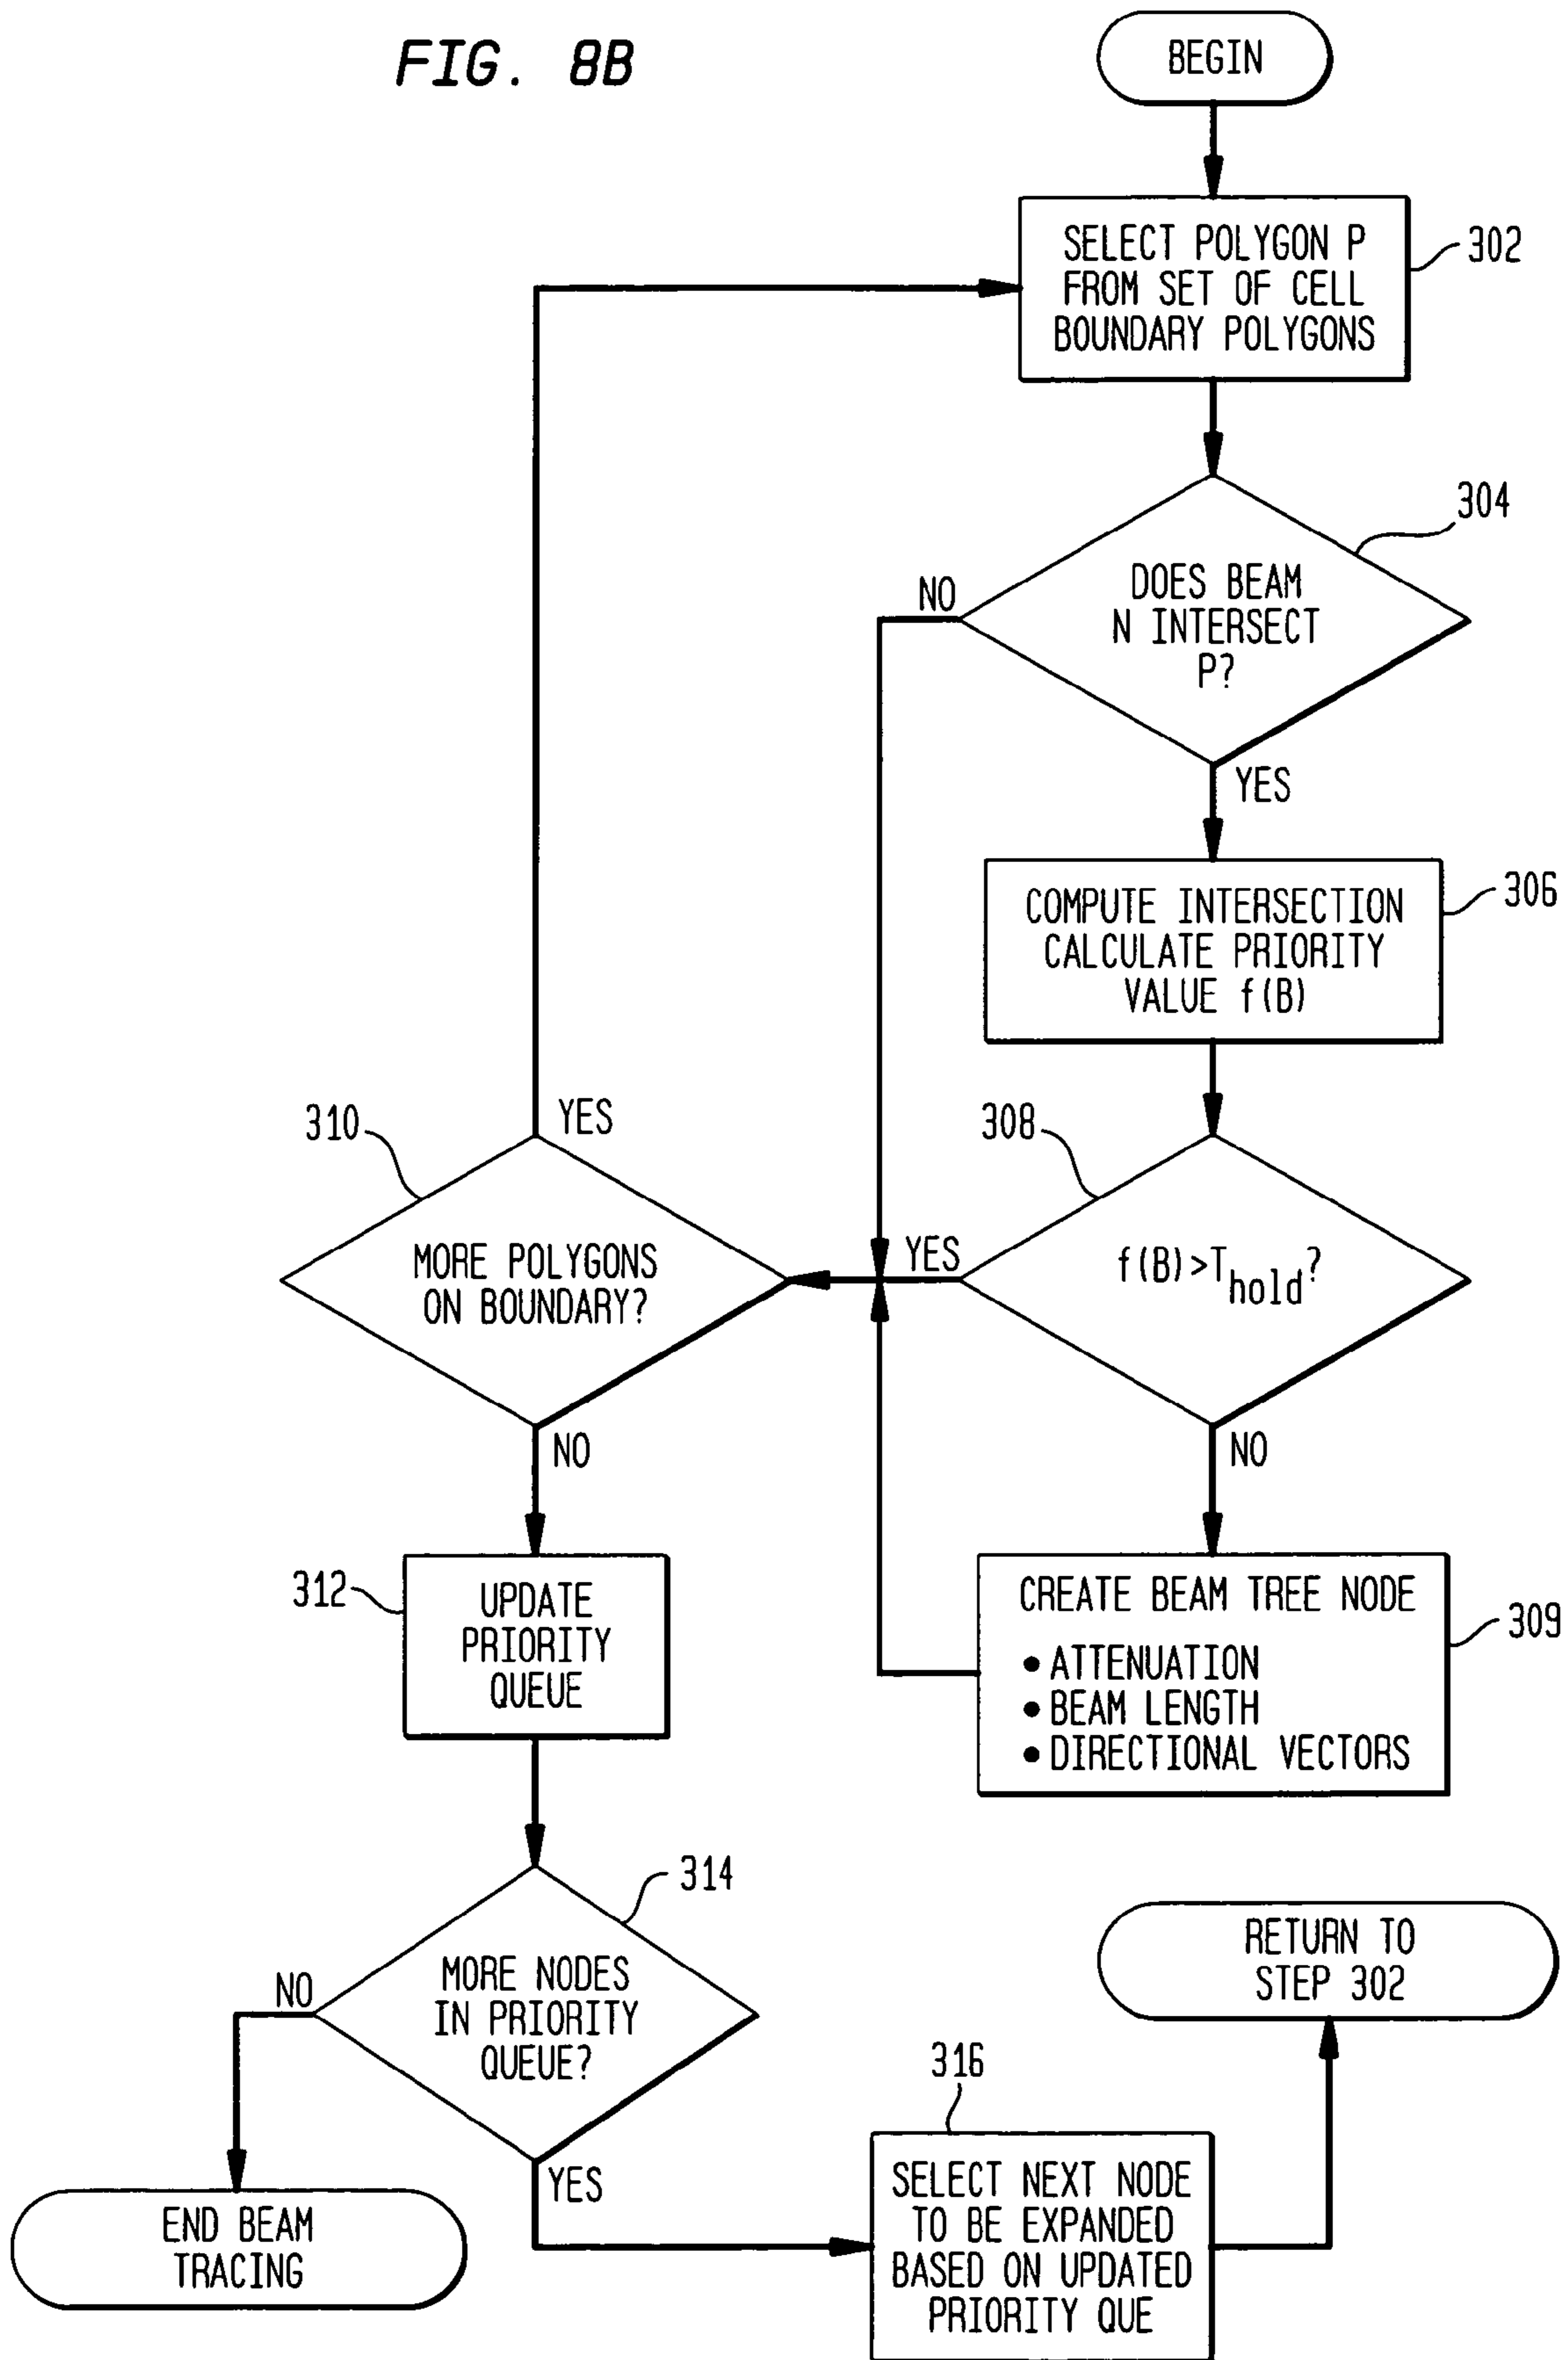 FIG. 8B
BEGIN
SELECT POLYGON P
FROM SET OF CELL
BOUNDARY POLYGONS
302
304
DOES BEAM
N INTERSECT
P?
NO
YES
COMPUTE INTERSECTION
CALCULATE PRIORITY
VALUE f(B)
306
308
f(B)>Thold?
YES
NO
310
YES
MORE POLYGONS
ON BOUNDARY?
NO
CREATE BEAM TREE NODE
• ATTENUATION
• BEAM LENGTH
• DIRECTIONAL VECTORS
309
312
UPDATE
PRIORITY
QUEUE
314
MORE NODES
IN PRIORITY
QUEUE?
NO
YES
END BEAM
TRACING
316
SELECT NEXT NODE
TO BE EXPANDED
BASED ON UPDATED
PRIORITY QUE
RETURN TO
STEP 302